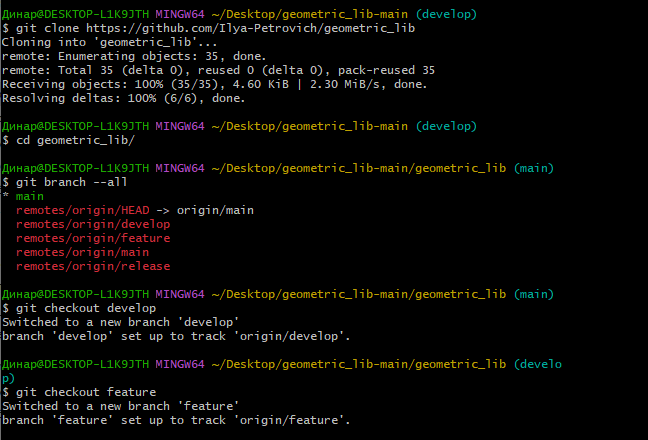 Динар@DESKTOP-L1K9JTH MINGW64 ~/Desktop/geometric_lib-main (develop)
$ git clone https://github.com/Ilya-Petrovich/geometric_lib
Cloning into 'geometric_lib'...
remote: Enumerating objects: 35, done.
remote: Total 35 (delta 0), reused 0 (delta 0), pack-reused 35
Receiving objects: 100% (35/35), 4.60 KiB | 2.30 MiB/s, done.
Resolving deltas: 100% (6/6), done.
Динар@DESKTOP-L1K9JTH MINGW64 ~/Desktop/geometric_lib-main (develop)
$ cd geometric_lib/
Динар@DESKTOP-L1K9JTH MINGW64 ~/Desktop/geometric_lib-main/geometric_lib (main)
$ git branch --all
* main
  remotes/origin/HEAD -> origin/main
  remotes/origin/develop
  remotes/origin/feature
  remotes/origin/main
  remotes/origin/release
Динар@DESKTOP-L1K9JTH MINGW64 ~/Desktop/geometric_lib-main/geometric_lib (main)
$ git checkout develop
Switched to a new branch 'develop'
branch 'develop' set up to track 'origin/develop'.
Динар@DESKTOP-L1K9JTH MINGW64 ~/Desktop/geometric_lib-main/geometric_lib (develo
p)
$ git checkout feature
Switched to a new branch 'feature'
branch 'feature' set up to track 'origin/feature'.